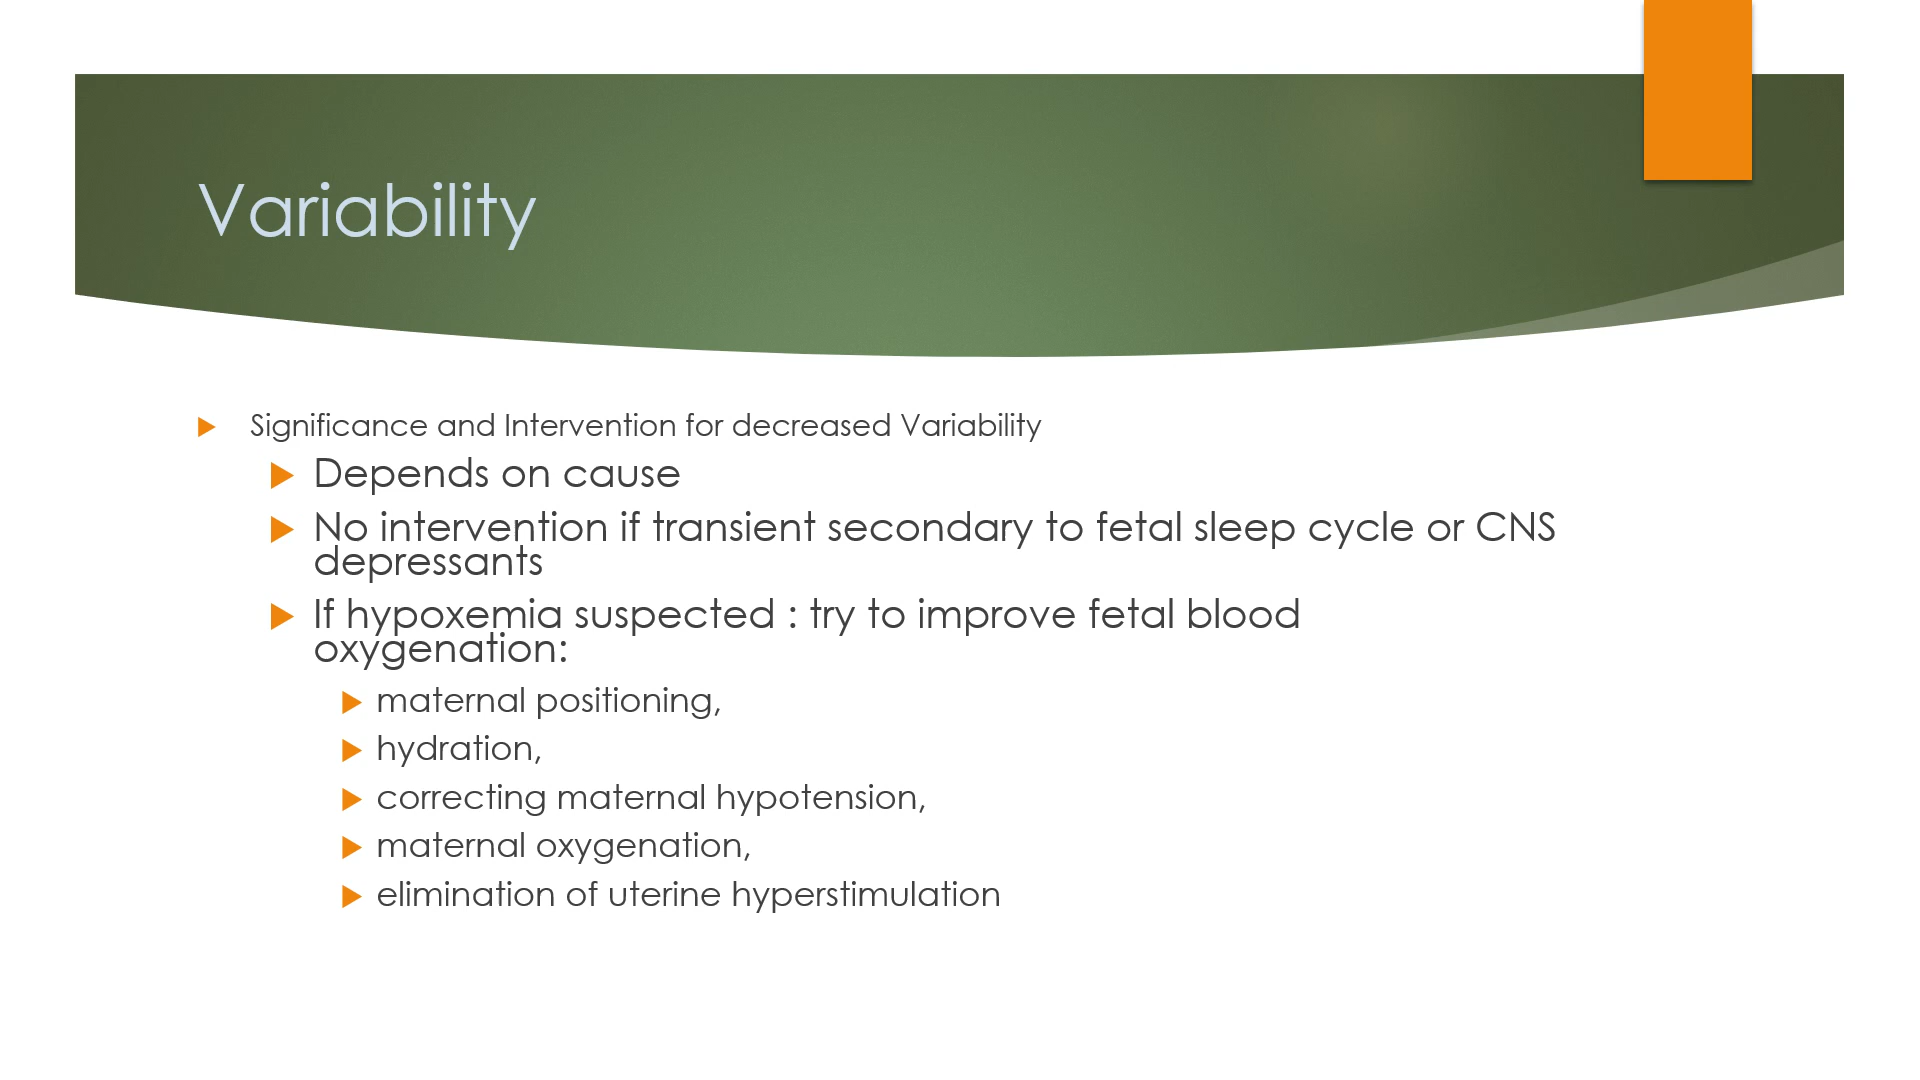 Variability
Significance and Intervention for decreased Variability
Depends on cause
No intervention if transient secondary to fetal sleep cycle or CNS
depressants
If hypoxemia suspected : try to improve fetal blood
oxygenation:
maternal positioning,
hydration,
correcting maternal hypotension,
maternal oxygenation,
elimination of uterine hyperstimulation